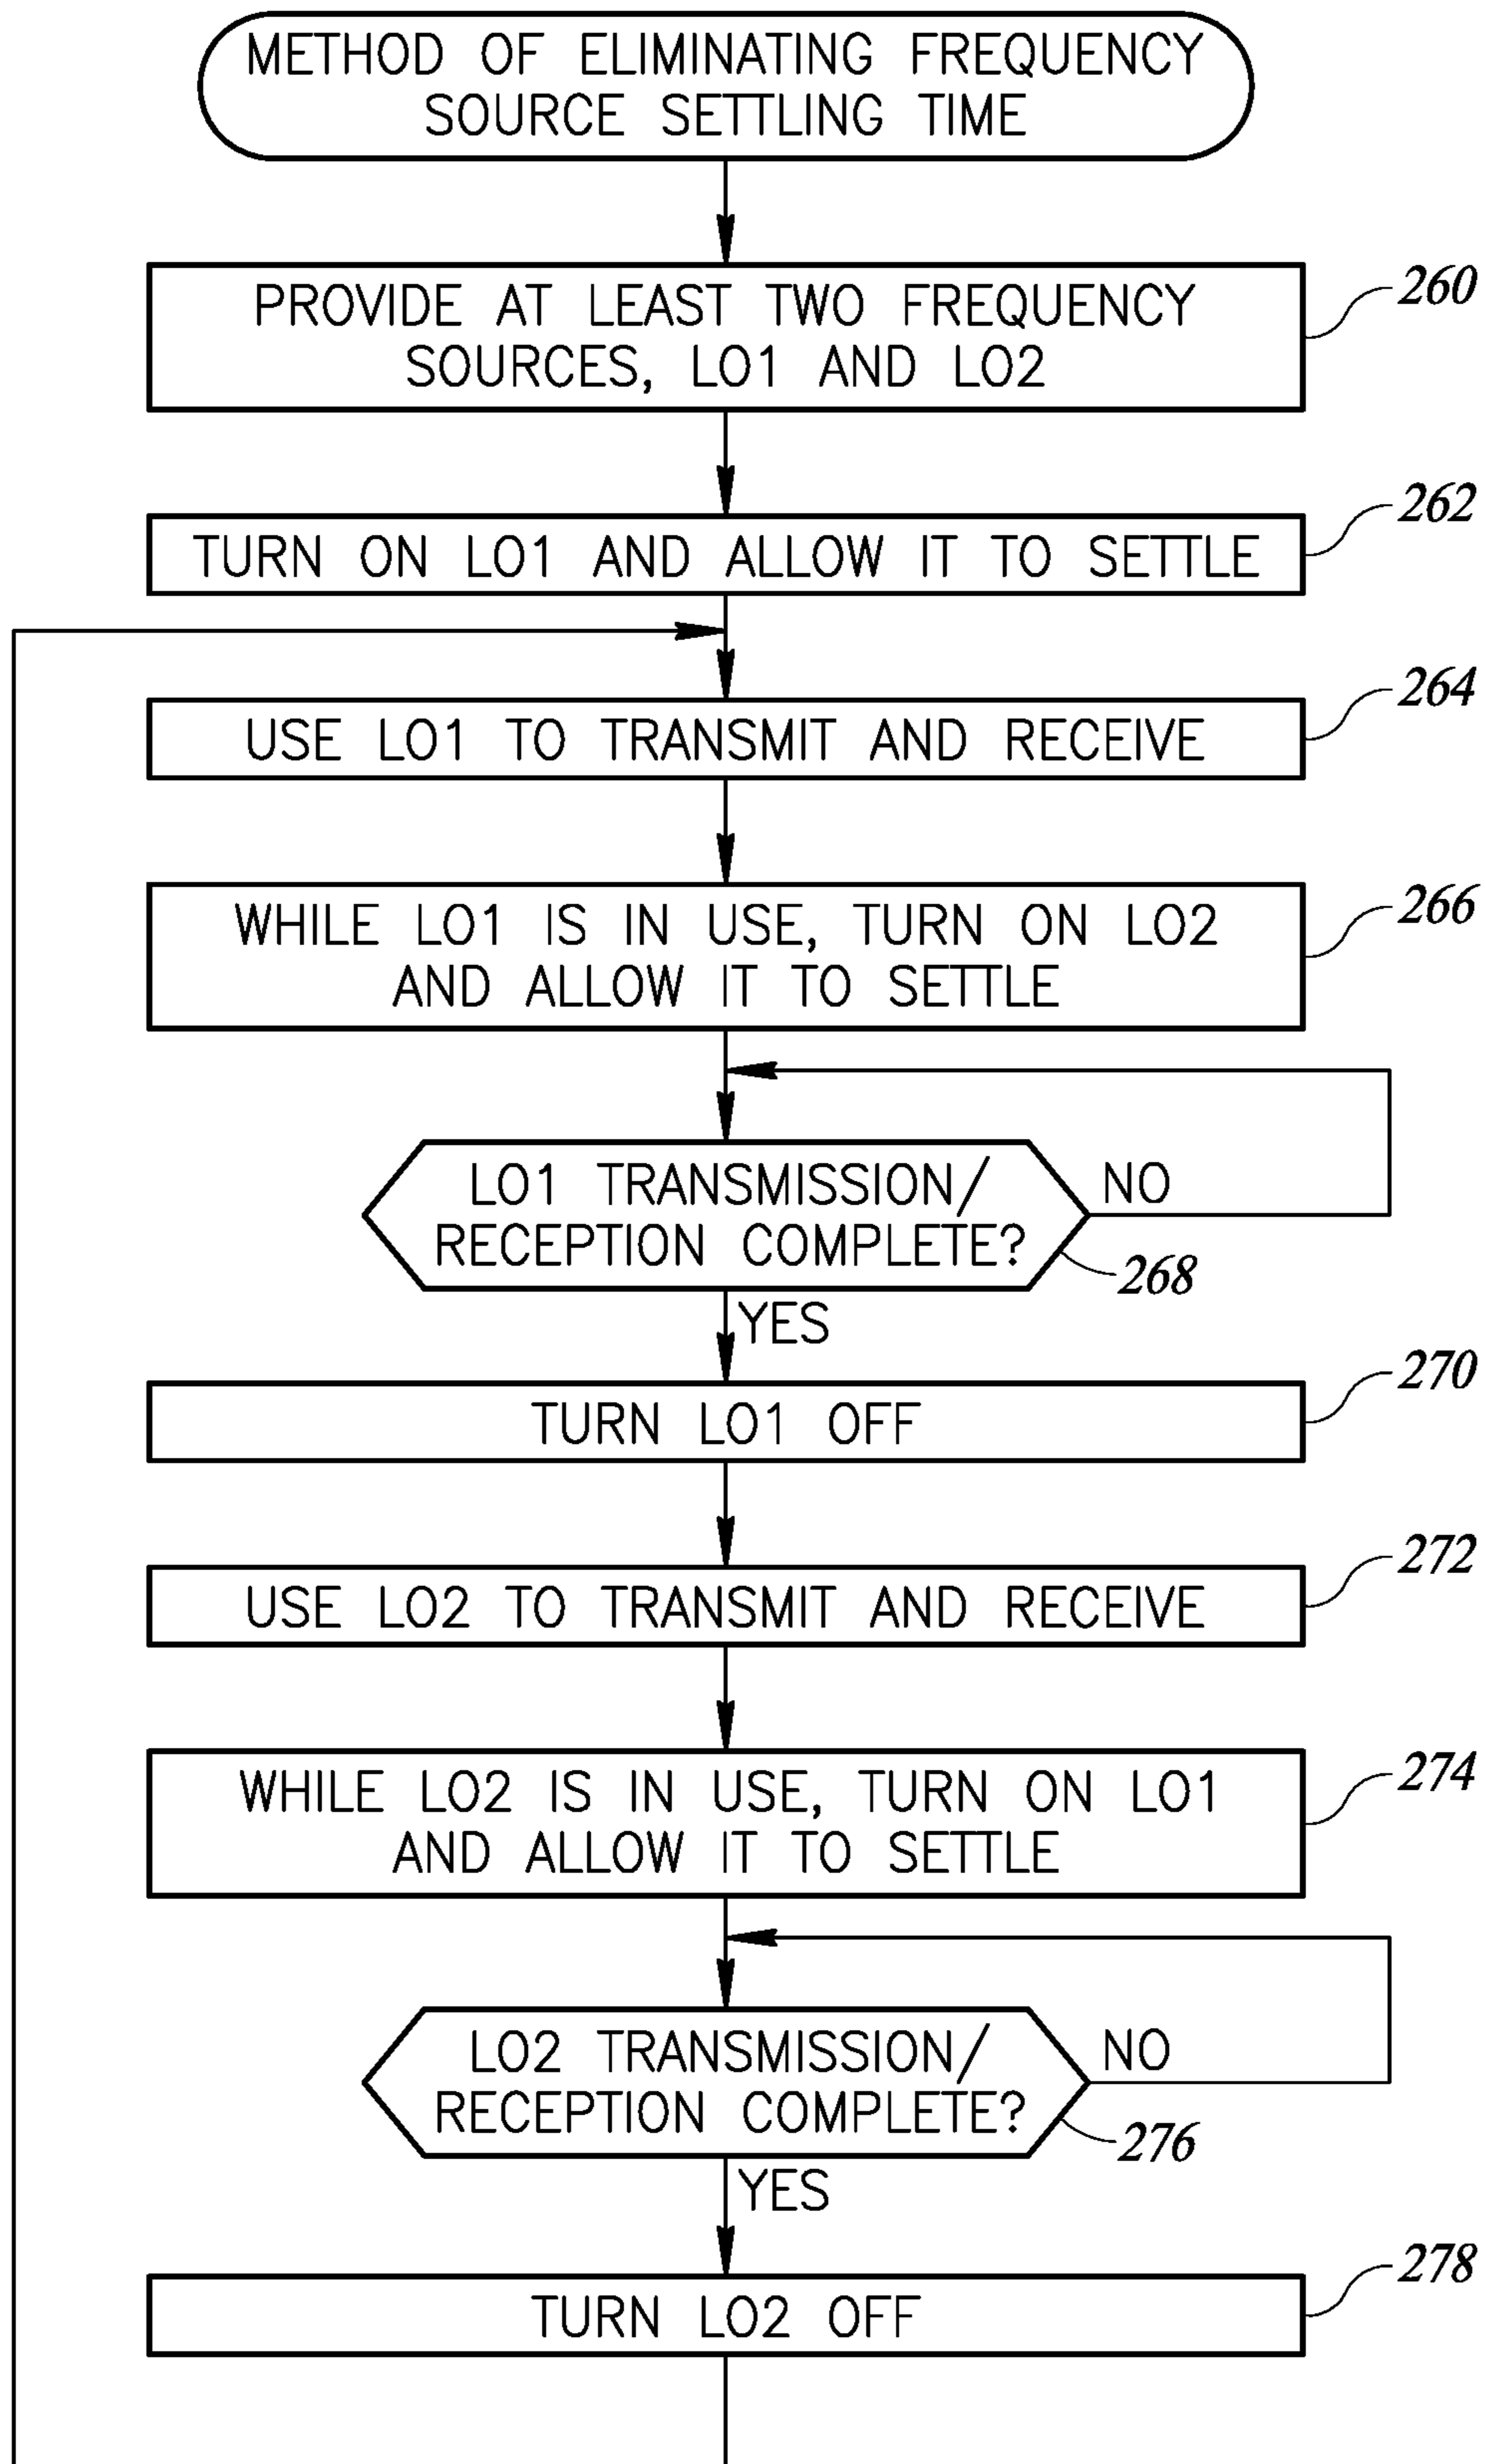 METHOD OF ELIMINATING FREQUENCY
SOURCE SETTLING TIME
PROVIDE AT LEAST TWO FREQUENCY
SOURCES, LO1 AND LO2
260
TURN ON LO1 AND ALLOW IT TO SETTLE
262
USE LO1 TO TRANSMIT AND RECEIVE
264
WHILE LO1 IS IN USE, TURN ON LO2
AND ALLOW IT TO SETTLE
266
LO1 TRANSMISSION/
RECEPTION COMPLETE?
NO
268
YES
TURN LO1 OFF
270
USE LO2 TO TRANSMIT AND RECEIVE
272
WHILE LO2 IS IN USE, TURN ON LO1
AND ALLOW IT TO SETTLE
274
LO2 TRANSMISSION/
RECEPTION COMPLETE?
NO
276
YES
TURN LO2 OFF
278